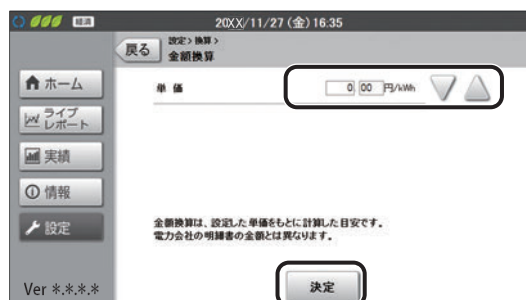 経済 20XX/11/27 (金) 16:35
戻る
設定> 換算>
金額換算
ホーム
ライブ
レポート
実績
情報
設定
単 価 0 00 円/kWh
金額換算は、設定した単価をもとに計算した目安です。
電力会社の明細書の金額とは異なります。
決定
Ver *.*.*.*